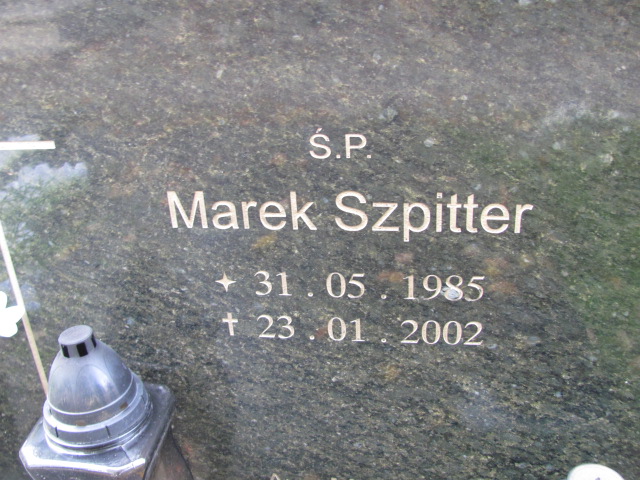 Ś.P.
Marek Szpitter
31.05.1985
✝ 23.01.2002